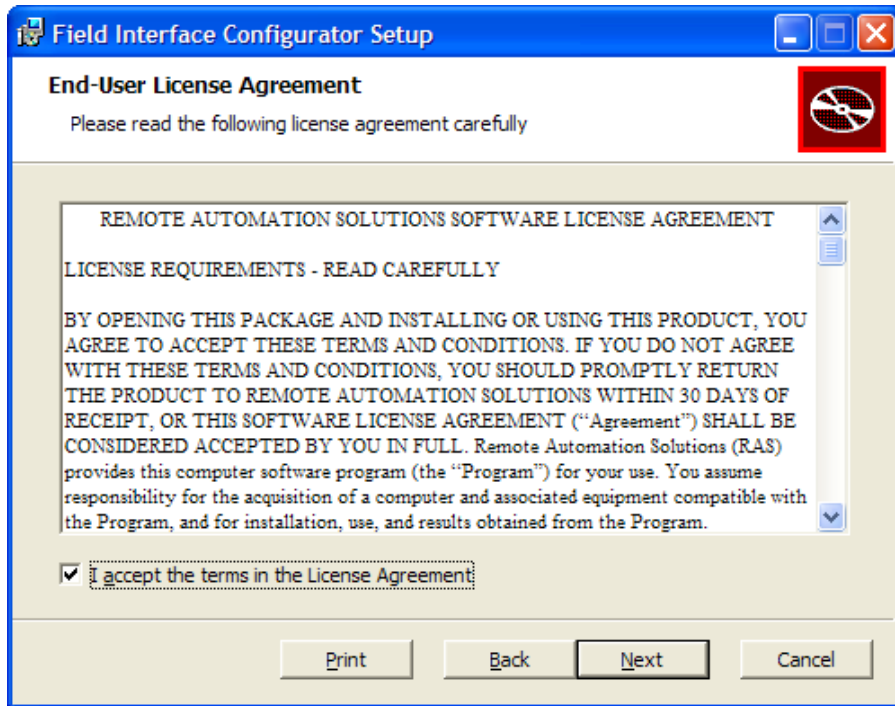 Field Interface Configurator Setup
End-User License Agreement
Please read the following license agreement carefully
REMOTE AUTOMATION SOLUTIONS SOFTWARE LICENSE AGREEMENT
LICENSE REQUIREMENTS - READ CAREFULLY
BY OPENING THIS PACKAGE AND INSTALLING OR USING THIS PRODUCT, YOU
AGREE TO ACCEPT THESE TERMS AND CONDITIONS. IF YOU DO NOT AGREE
WITH THESE TERMS AND CONDITIONS, YOU SHOULD PROMPTLY RETURN
THE PRODUCT TO REMOTE AUTOMATION SOLUTIONS WITHIN 30 DAYS OF
RECEIPT, OR THIS SOFTWARE LICENSE AGREEMENT (“Agreement”) SHALL BE
CONSIDERED ACCEPTED BY YOU IN FULL. Remote Automation Solutions (RAS)
provides this computer software program (the “Program”) for your use. You assume
responsibility for the acquisition of a computer and associated equipment compatible with
the Program, and for installation, use, and results obtained from the Program.
I accept the terms in the License Agreement
Print Back Next Cancel